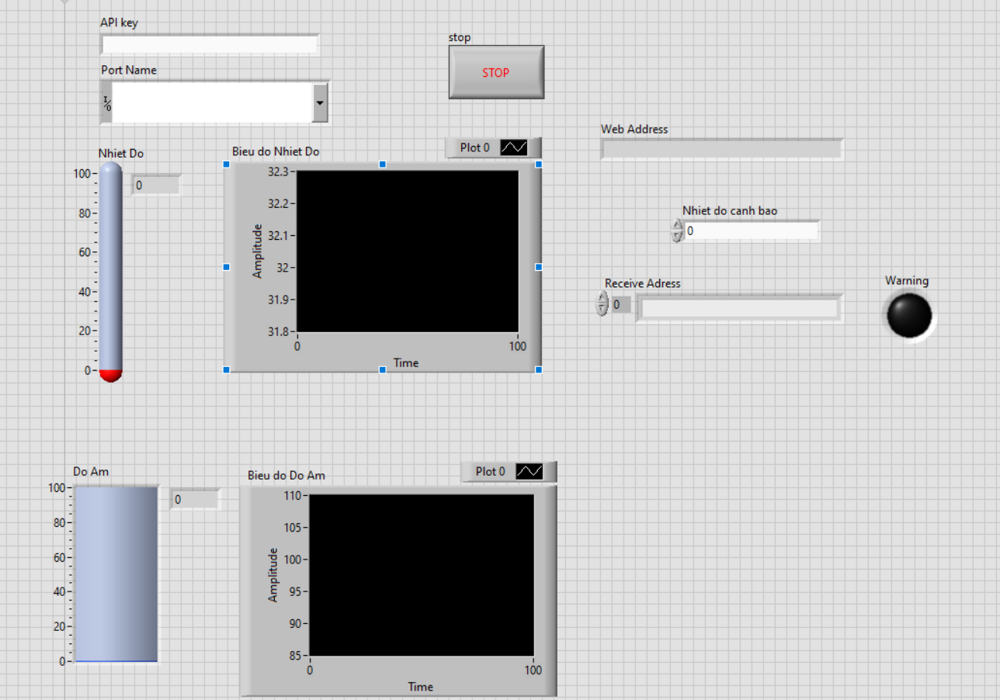 API key
stop
STOP
Port Name
I/O
Web Address
Nhiet Do
100
80
60
40
20
0
0
Bieu do Nhiet Do
Plot 0
32.3
32.2
32.1
32
31.9
31.8
Amplitude
0
100
Time
Nhiet do canh bao
0
Receive Adress
0
Warning
Do Am
100
80
60
40
20
0
0
Bieu do Do Am
Plot 0
110
105
100
95
90
85
Amplitude
0
100
Time